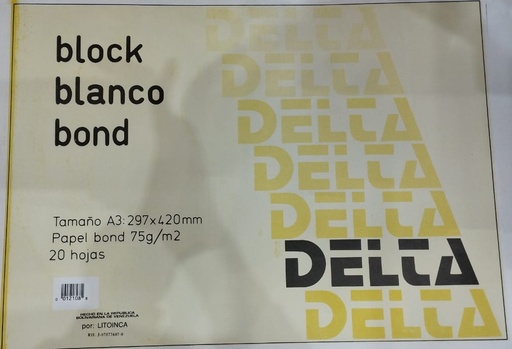 block
blanco
bond
DELTA
DELTA
DELTA
DELTA
DELTA
DELTA
DELTA
Tamaño A3: 297x420mm
Papel bond 75g/m2
20 hojas
HECHO EN LA REPUBLICA
BOLIVARIANA DE VENEZUELA
por: LITOINCA